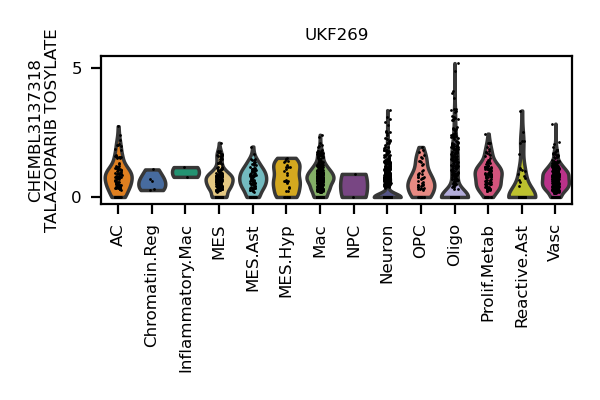 UKF269
CHEMBL3137318
TALAZOPARIB TOSYLATE
5
0
AC
Chromatin.Reg
Inflammatory.Mac
MES
MES.Ast
MES.Hyp
Mac
NPC
Neuron
OPC
Oligo
Prolif.Metab
Reactive.Ast
Vasc